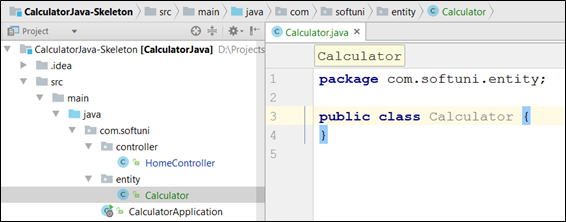 CalculatorJava-Skeleton src main java com softuni entity Calculator
Project
Calculator.java
CalculatorJava-Skeleton [CalculatorJava] D:\Projects
.idea
src
main
java
com.softuni
controller
HomeController
entity
Calculator
CalculatorApplication
Calculator
1 package com.softuni.entity;
2
3 public class Calculator {
4 }
5